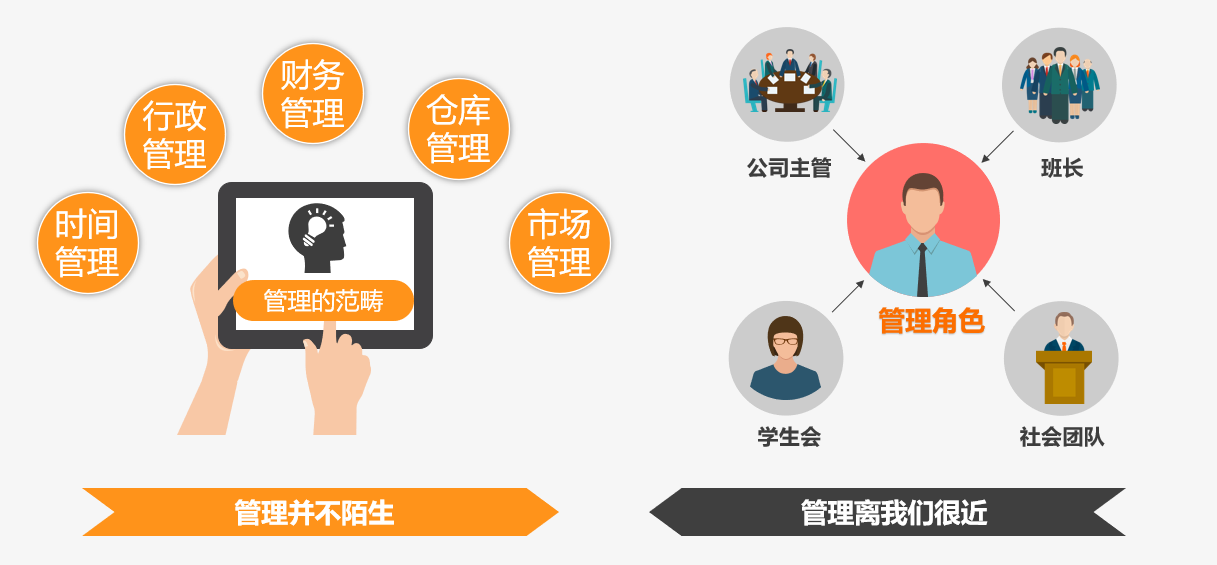 时间
管理
行政
管理
财务
管理
仓库
管理
市场
管理
管理的范畴
管理并不陌生
公司主管
班长
管理角色
学生会
社会团队
管理离我们很近